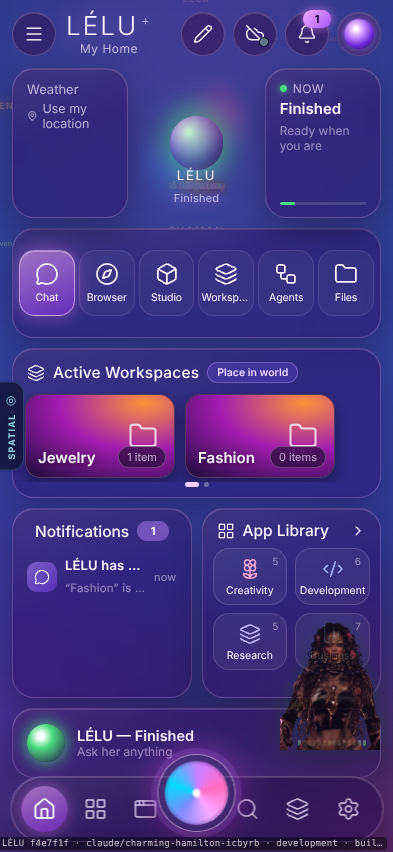 LÉLU +
My Home
1
Weather
Use my
location
LÉLU
Finished
NOW
Finished
Ready when
you are
Chat
Browser
Studio
Worksp...
Agents
Files
Active Workspaces
Place in world
SPATIAL
Jewelry
1 item
Fashion
0 items
Notifications
1
LÉLU has ...
"Fashion" is ...
now
App Library
Creativity
5
Development
6
Research
5
7
LÉLU — Finished
Ask her anything
LÉLU f4e7f1f · claude/charming-hamilton-icbyrb · development · buil…